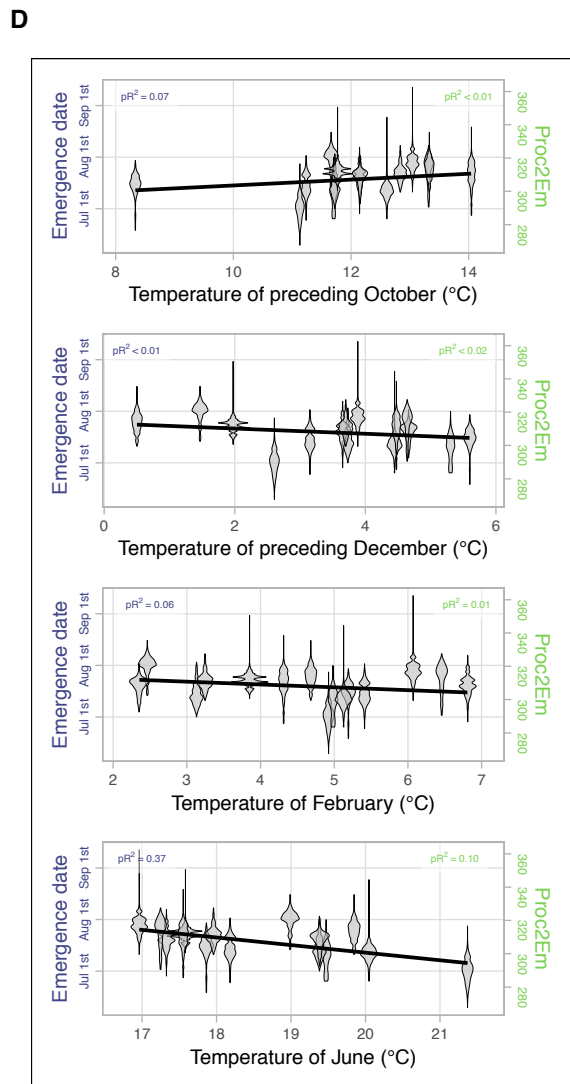 D
pR² = 0.07
pR² < 0.01
Emergence date
Jul 1st
Aug 1st
Sep 1st
Proc2Em
280
300
320
340
360
8
10
12
14
Temperature of preceding October (°C)
pR² < 0.01
pR² < 0.02
Emergence date
Jul 1st
Aug 1st
Sep 1st
Proc2Em
280
300
320
340
360
0
2
4
6
Temperature of preceding December (°C)
pR² = 0.06
pR² = 0.01
Emergence date
Jul 1st
Aug 1st
Sep 1st
Proc2Em
280
300
320
340
360
2
3
4
5
6
7
Temperature of February (°C)
pR² = 0.37
pR² = 0.10
Emergence date
Jul 1st
Aug 1st
Sep 1st
Proc2Em
280
300
320
340
360
17
18
19
20
21
Temperature of June (°C)